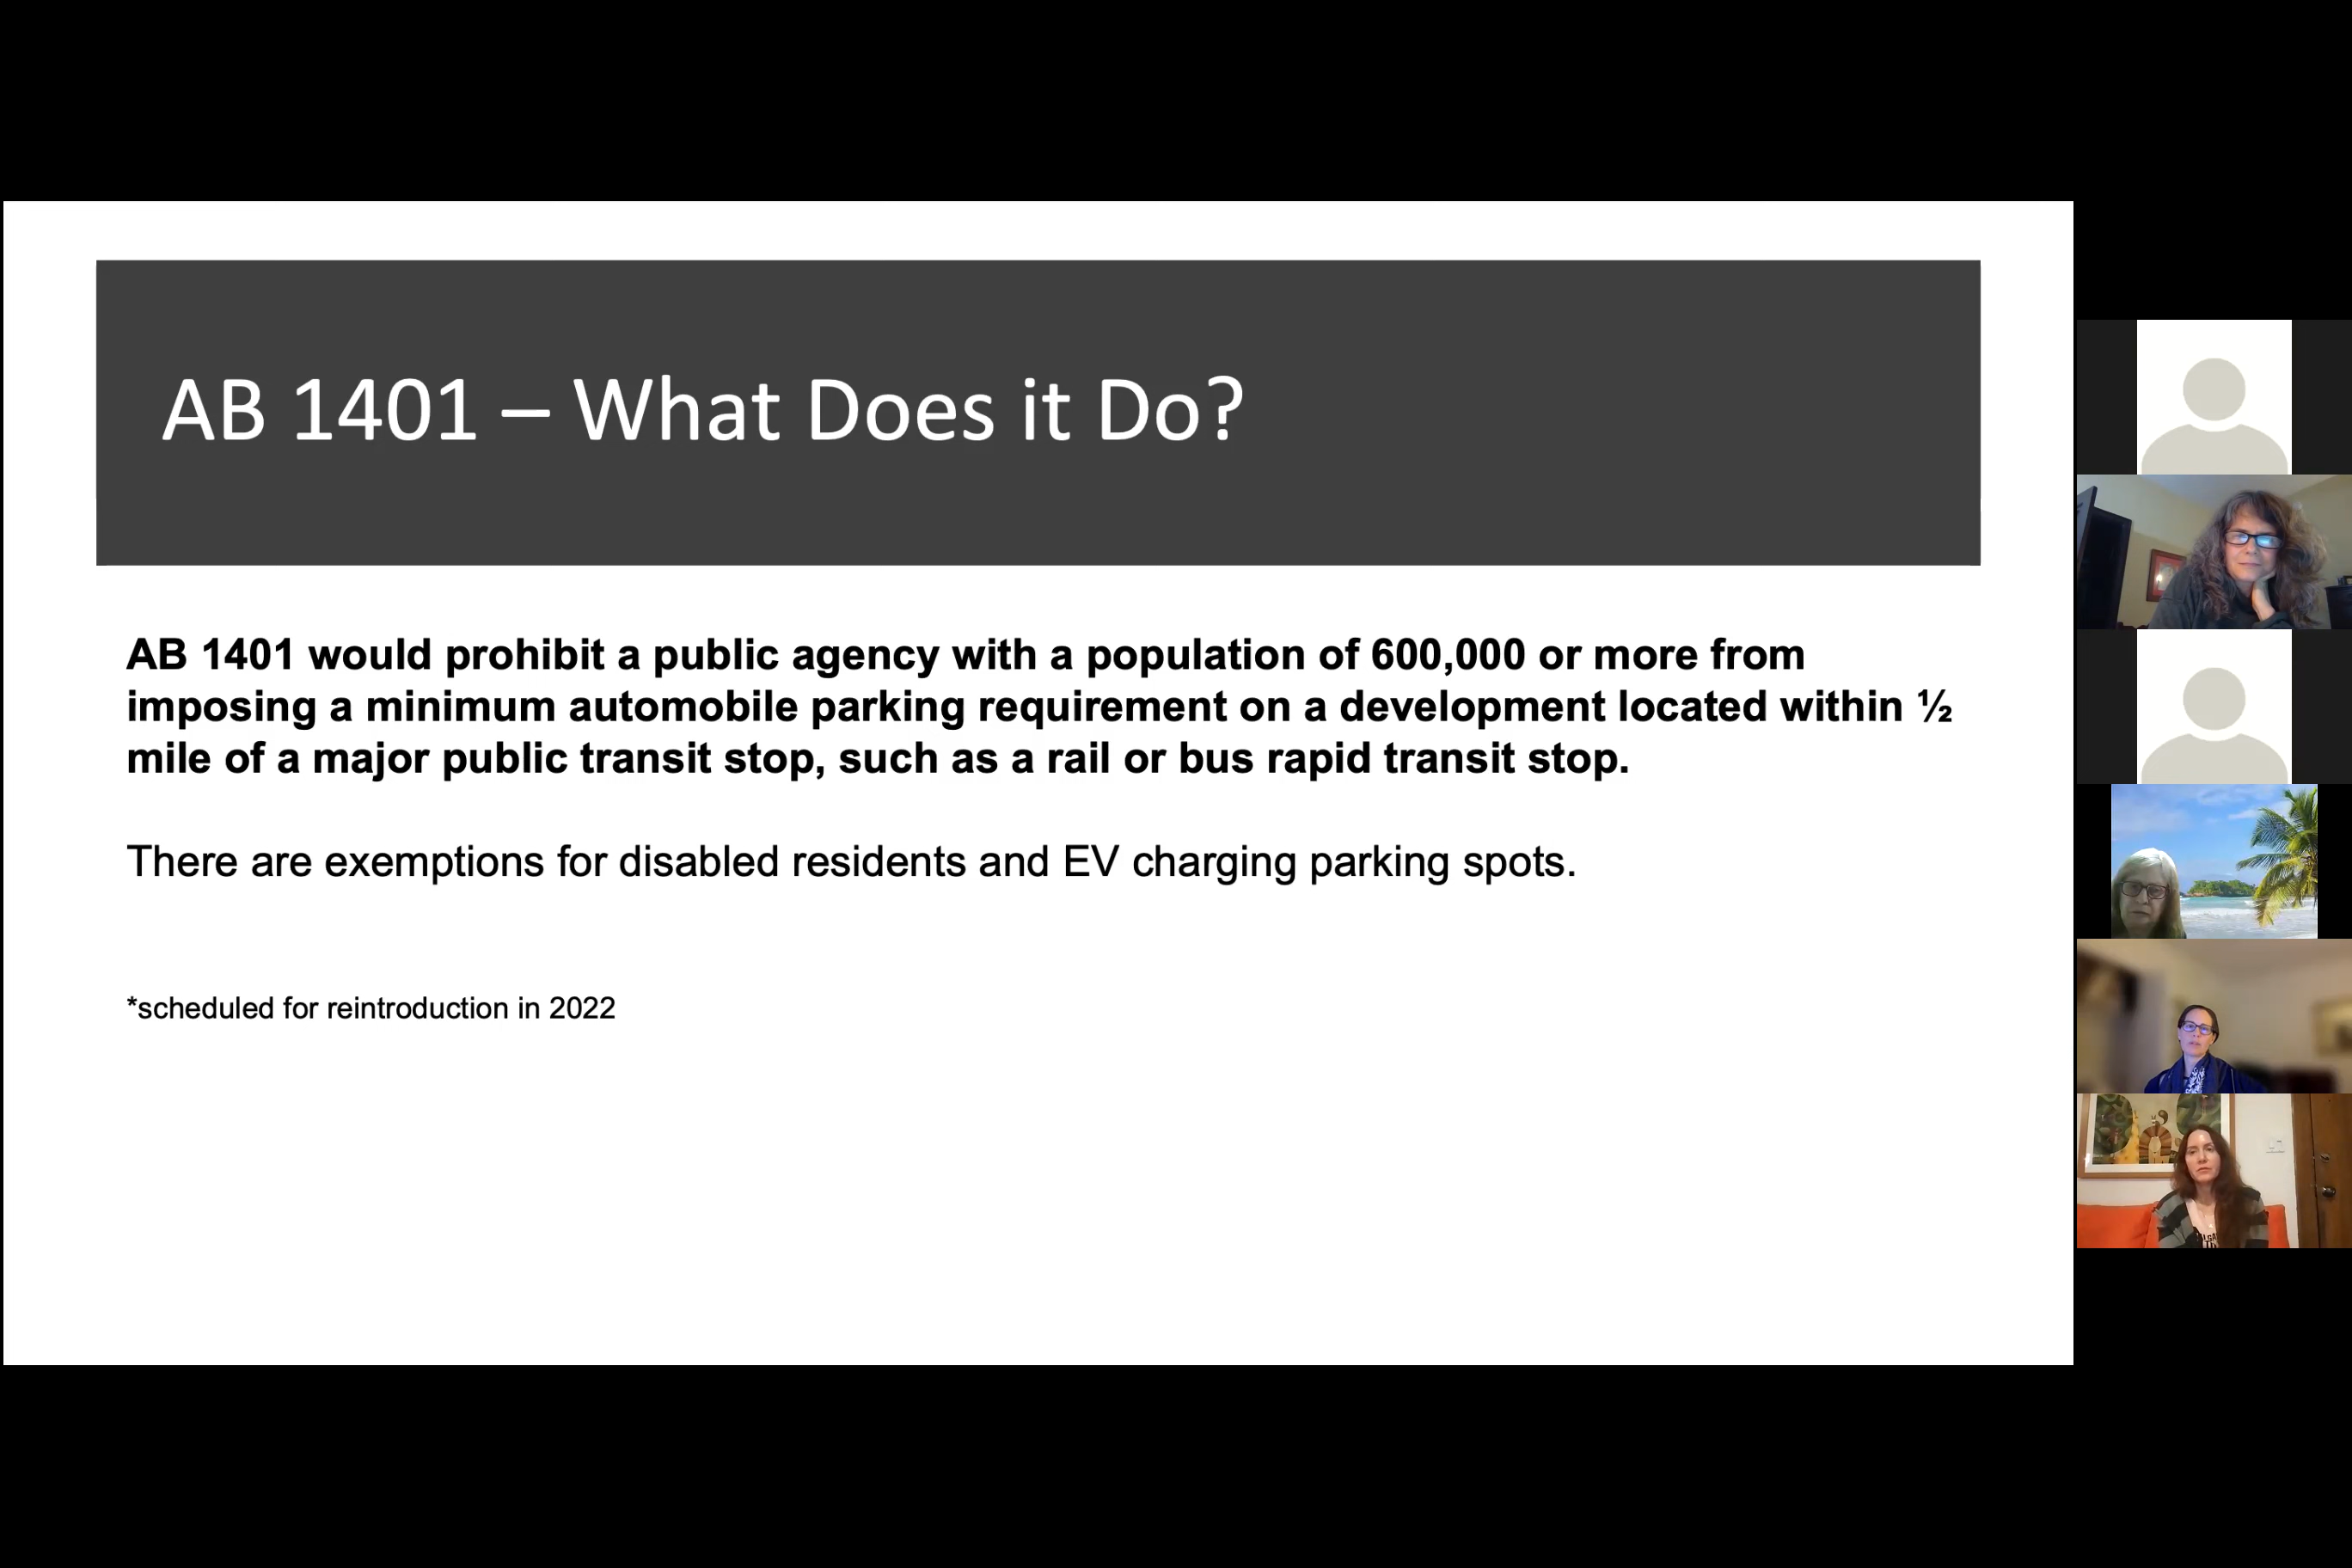 AB 1401 – What Does it Do?
AB 1401 would prohibit a public agency with a population of 600,000 or more from
imposing a minimum automobile parking requirement on a development located within ½
mile of a major public transit stop, such as a rail or bus rapid transit stop.
There are exemptions for disabled residents and EV charging parking spots.
*scheduled for reintroduction in 2022